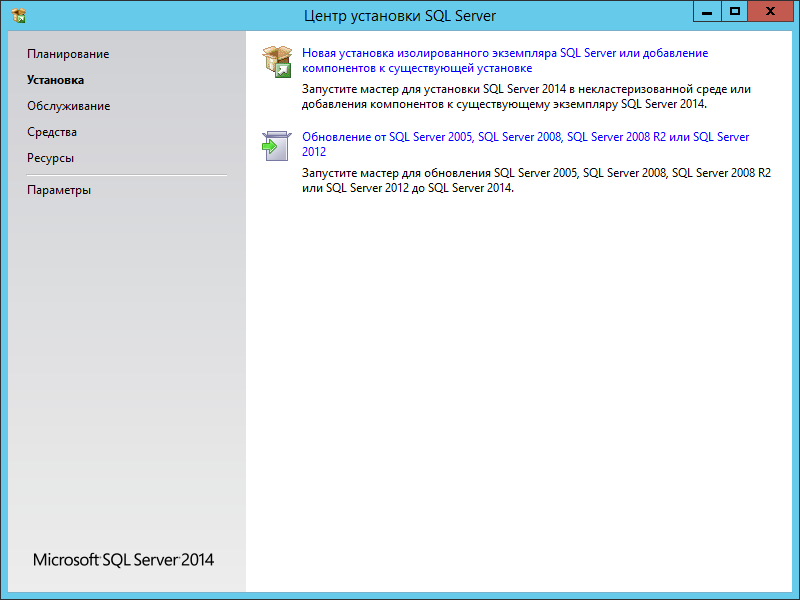 Центр установки SQL Server
Планирование
Установка
Обслуживание
Средства
Ресурсы
Параметры
Новая установка изолированного экземпляра SQL Server или добавление
компонентов к существующей установке
Запустите мастер для установки SQL Server 2014 в некластеризованной среде или
добавления компонентов к существующему экземпляру SQL Server 2014.
Обновление от SQL Server 2005, SQL Server 2008, SQL Server 2008 R2 или SQL Server
2012
Запустите мастер для обновления SQL Server 2005, SQL Server 2008, SQL Server 2008 R2
или SQL Server 2012 до SQL Server 2014.
Microsoft SQL Server 2014